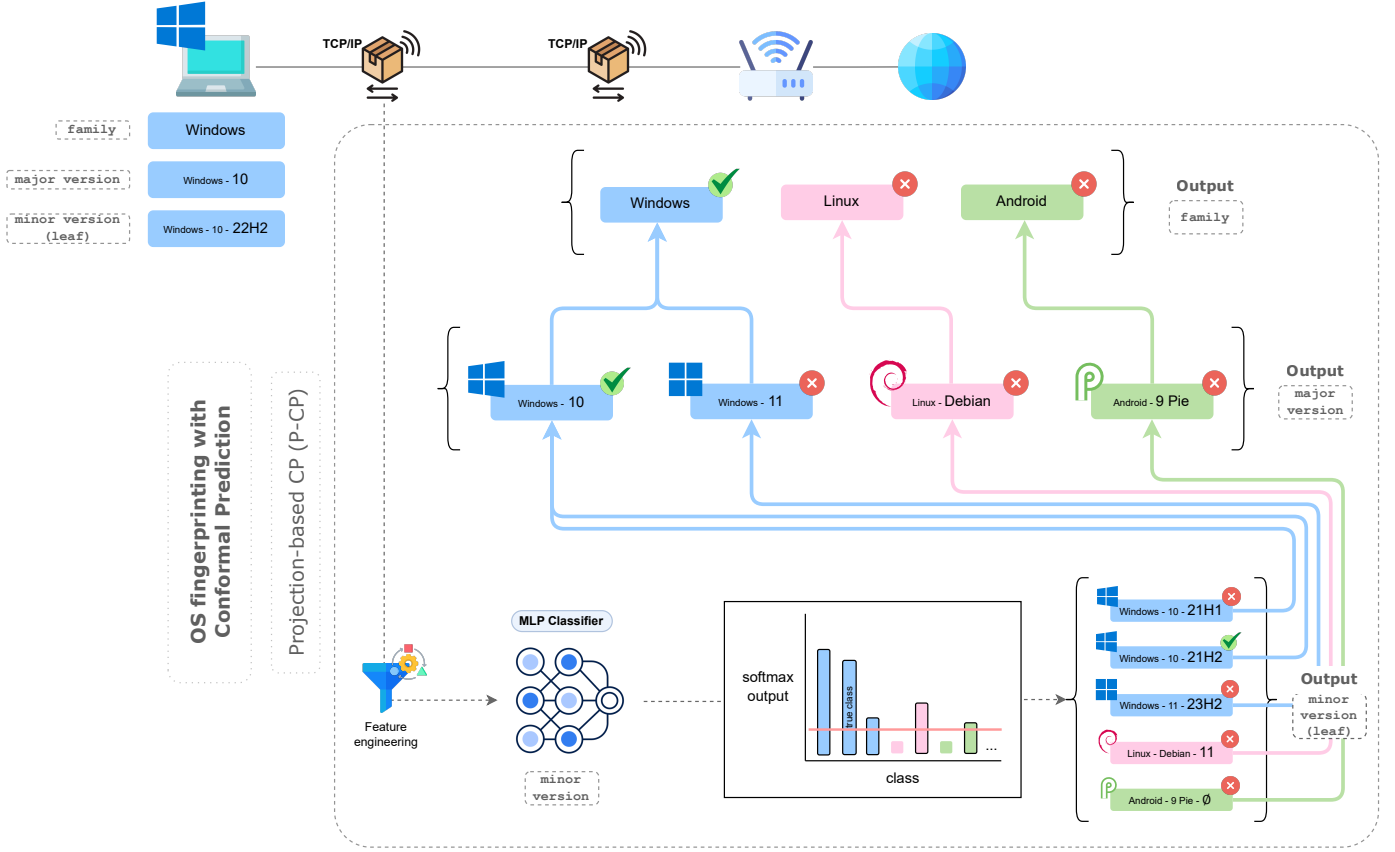 TCP/IP
TCP/IP
family
Windows
major version
Windows - 10
minor version
(leaf)
Windows - 10 - 22H2
Windows
Linux
Android
Output
family
Windows - 10
Windows - 11
Linux - Debian
Android - 9 Pie
Output
major
version
OS fingerprinting with
Conformal Prediction
Projection-based CP (P-CP)
Feature
engineering
MLP Classifier
minor
version
softmax
output
true class
...
class
Windows - 10 - 21H1
Windows - 10 - 21H2
Windows - 11 - 23H2
Linux - Debian - 11
Android - 9 Pie - Ø
Output
minor
version
(leaf)